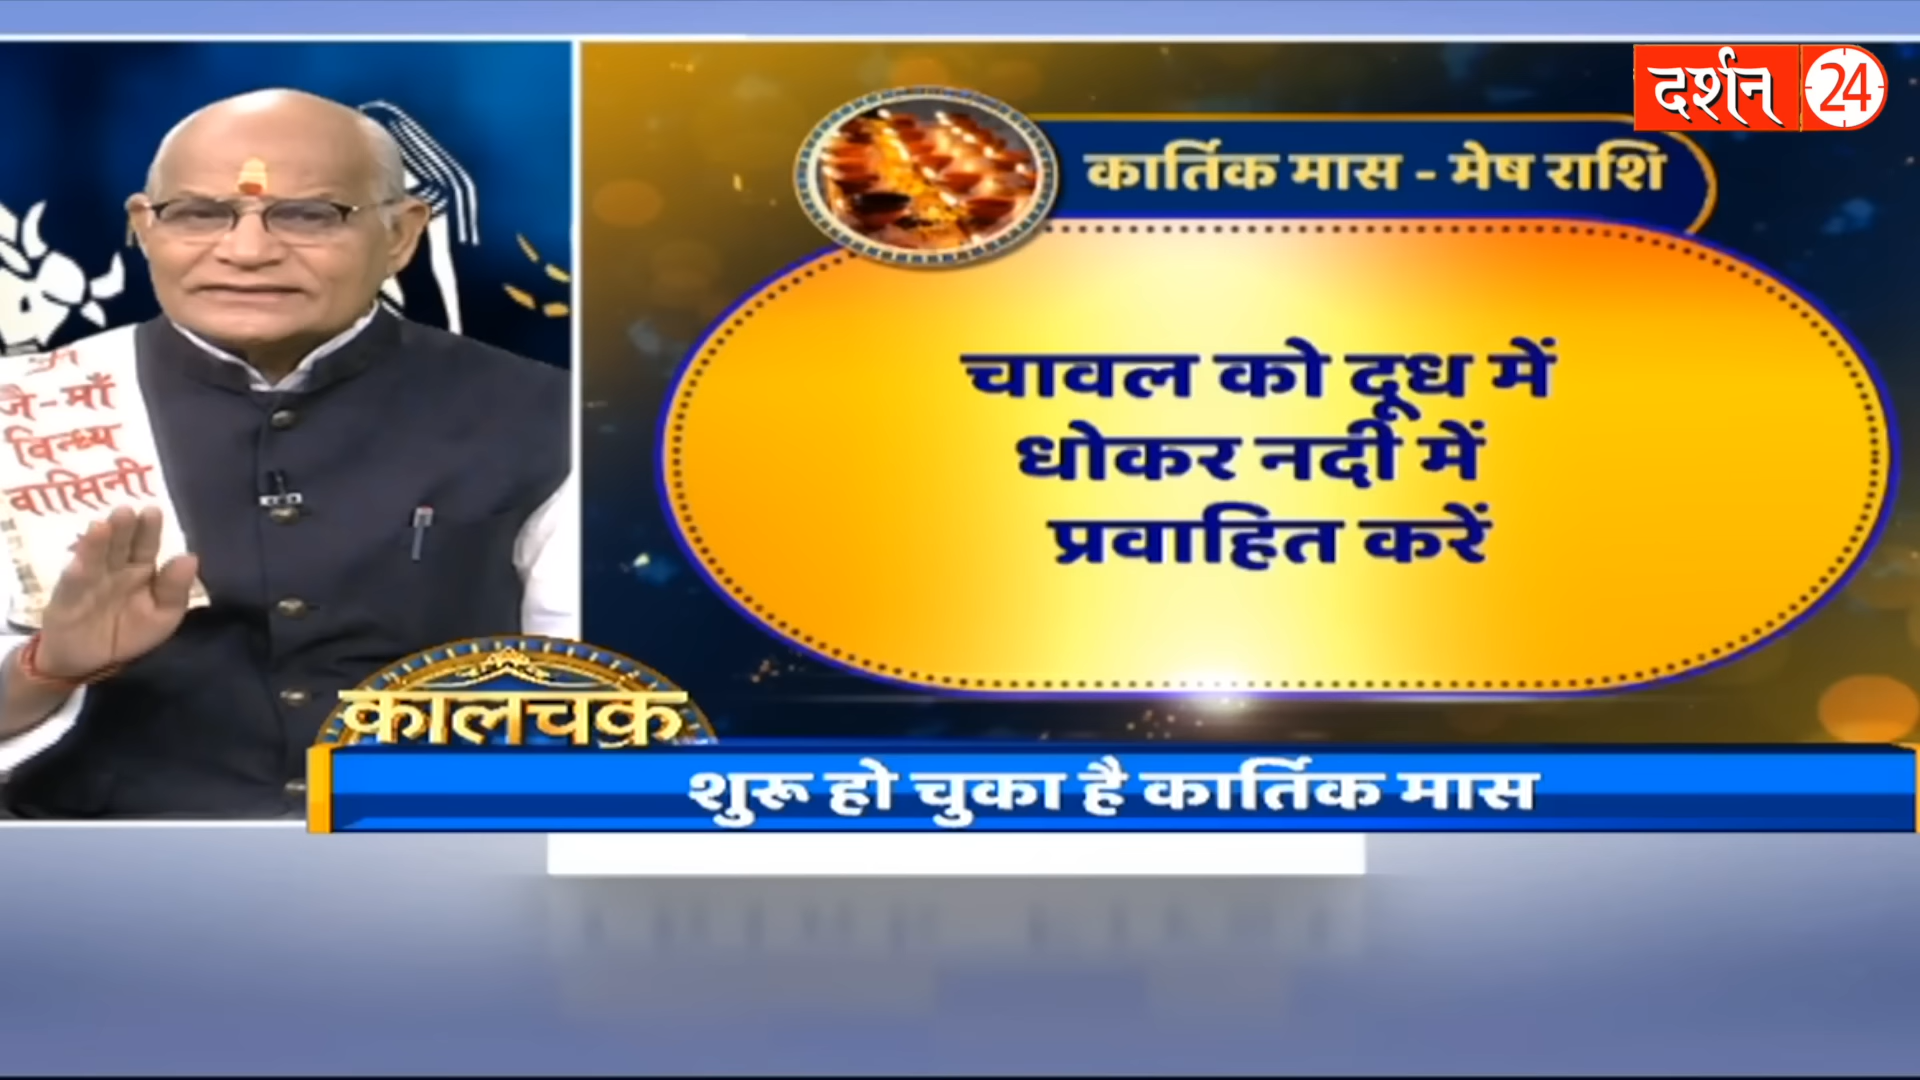 दर्शन 24
कार्तिक मास - मेष राशि
चावल को दूध में
धोकर नदी में
प्रवाहित करें
जै-माँ
विन्ध्य
वासिनी
कालचक्र
शुरू हो चुका है कार्तिक मास